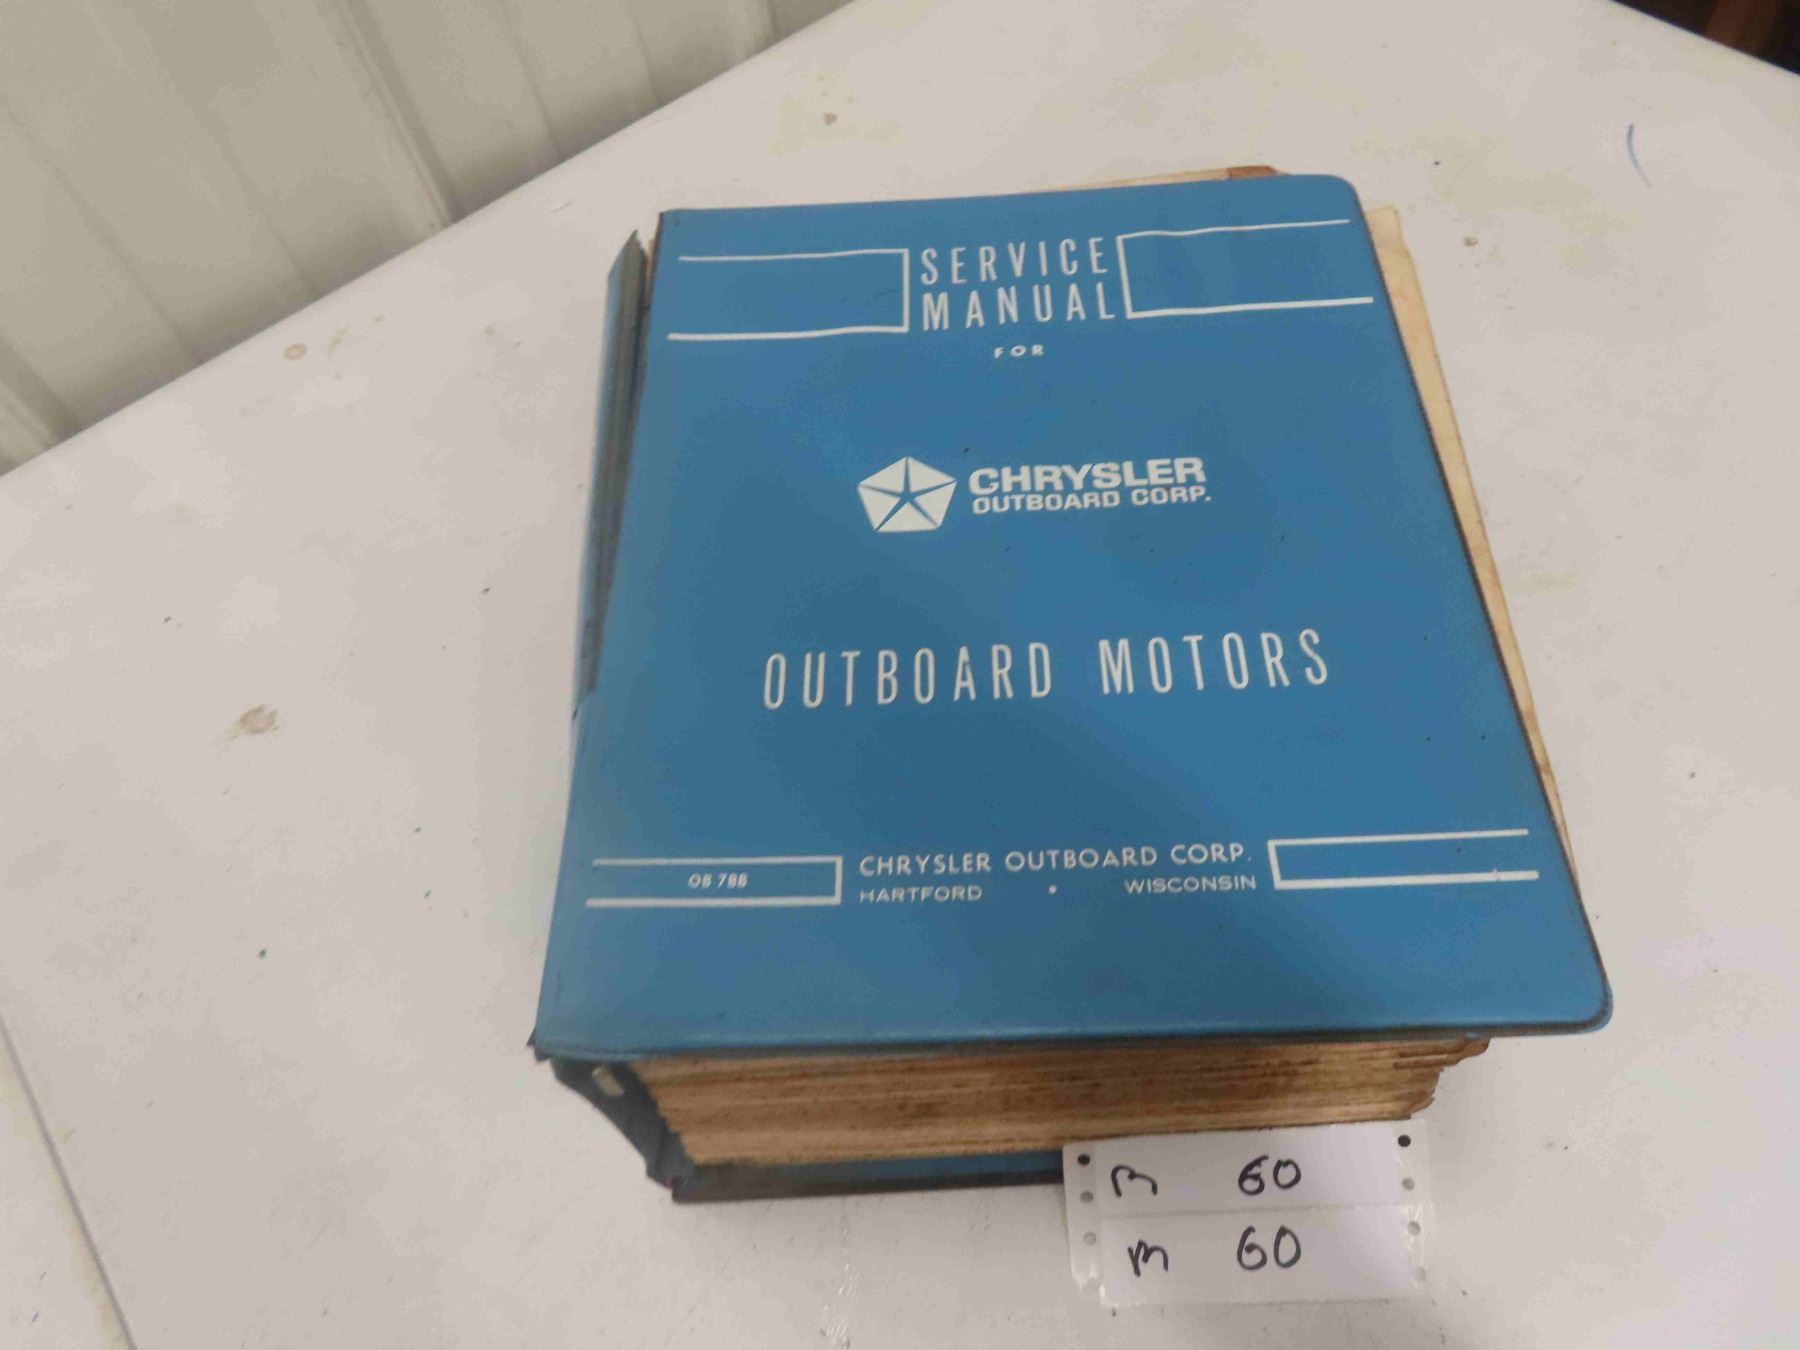 SERVICE
MANUAL
FOR
CHRYSLER
OUTBOARD CORP.
OUTBOARD MOTORS
OB 788
CHRYSLER OUTBOARD CORP.
HARTFORD • WISCONSIN
m 60
m 60